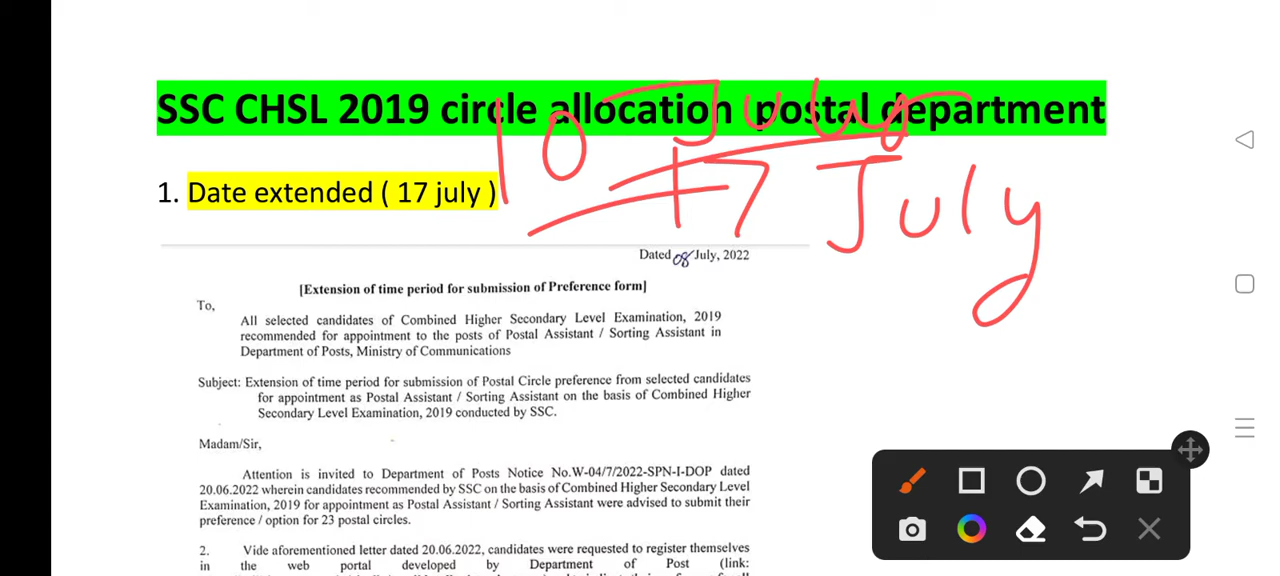 SSC CHSL 2019 circle allocation postal department
10 July
1. Date extended ( 17 july )
17 July
Dated 08 July, 2022
[Extension of time period for submission of Preference form]
To,
All selected candidates of Combined Higher Secondary Level Examination, 2019
recommended for appointment to the posts of Postal Assistant / Sorting Assistant in
Department of Posts, Ministry of Communications
Subject: Extension of time period for submission of Postal Circle preference from selected candidates
for appointment as Postal Assistant / Sorting Assistant on the basis of Combined Higher
Secondary Level Examination, 2019 conducted by SSC.
Madam/Sir,
Attention is invited to Department of Posts Notice No.W-04/7/2022-SPN-I-DOP dated
20.06.2022 wherein candidates recommended by SSC on the basis of Combined Higher Secondary Level
Examination, 2019 for appointment as Postal Assistant / Sorting Assistant were advised to submit their
preference / option for 23 postal circles.
2. Vide aforementioned letter dated 20.06.2022, candidates were requested to register themselves
in the web portal developed by Department of Post (link: